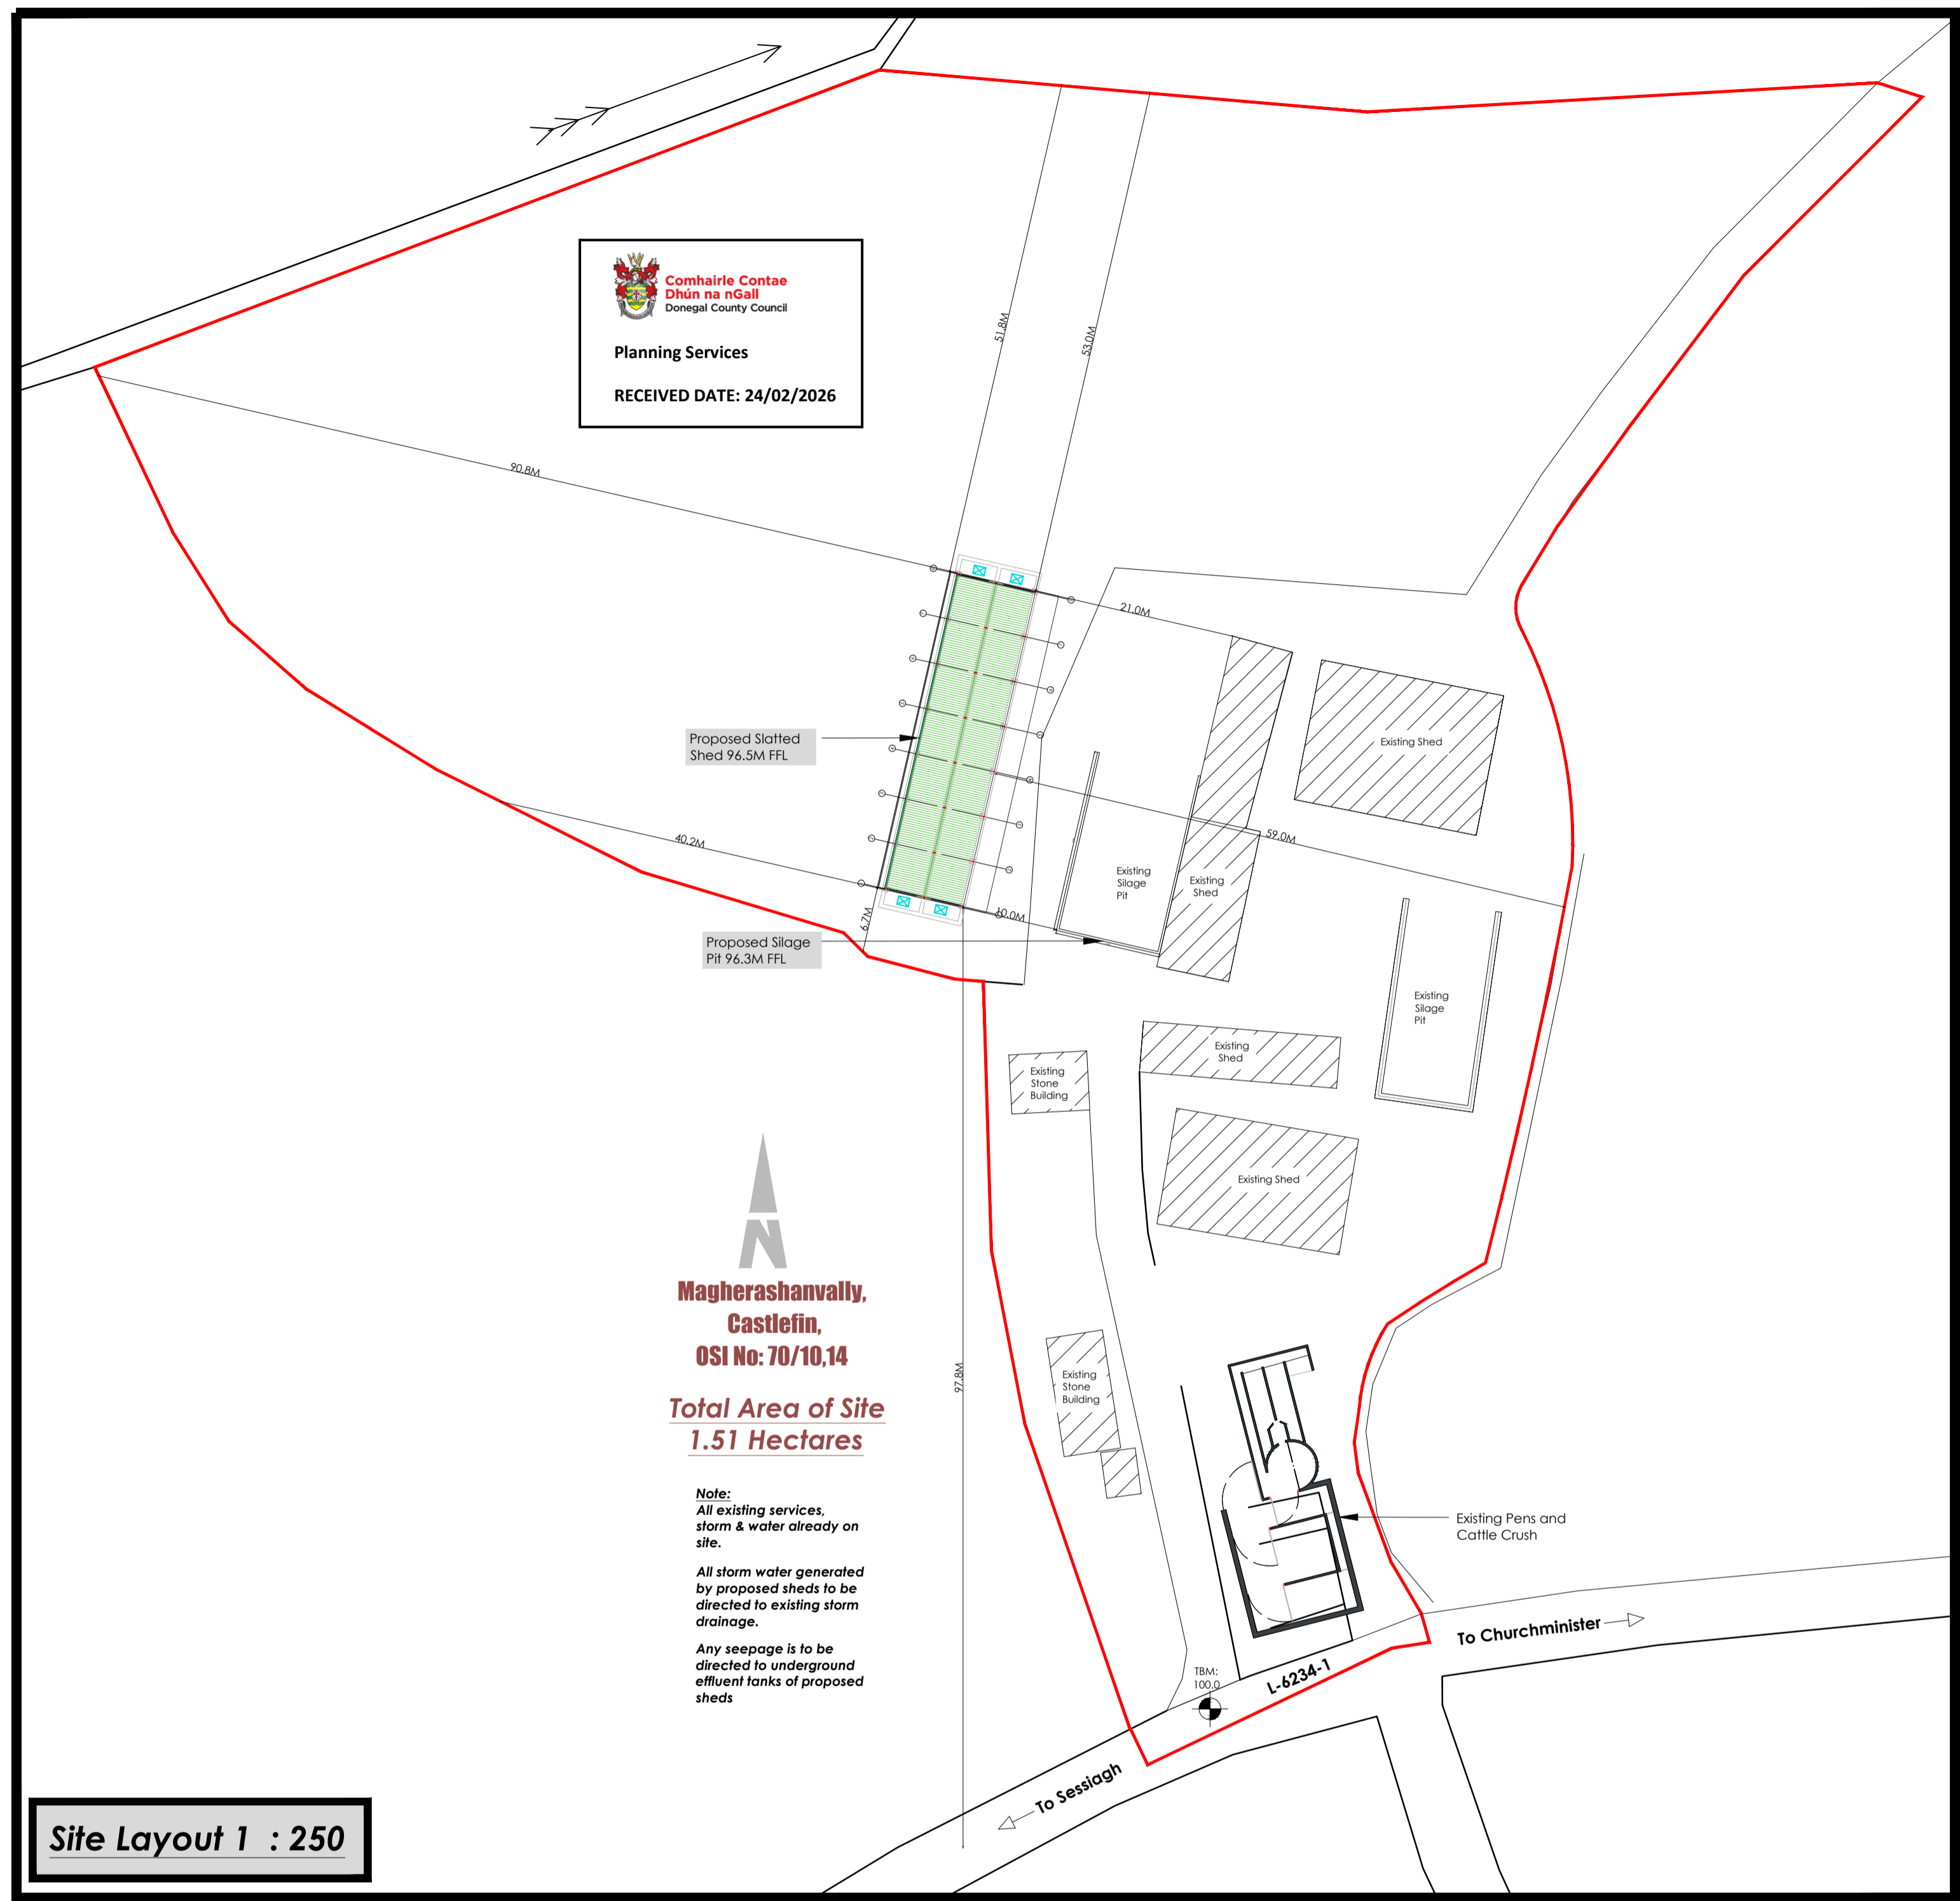 Comhairle Contae
Dhún na nGall
Donegal County Council
Planning Services
RECEIVED DATE: 24/02/2026
51.8M
53.0M
90.8M
21.0M
Proposed Slatted
Shed 96.5M FFL
Existing Shed
59.0M
40.2M
Existing
Silage
Pit
Existing
Shed
6.7M
10.0M
Proposed Silage
Pit 96.3M FFL
Existing
Silage
Pit
Existing
Shed
Existing
Stone
Building
Existing Shed
N
Magherashanvally,
Castlefin,
OSI No: 70/10,14
Total Area of Site
1.51 Hectares
97.8M
Existing
Stone
Building
Note:
All existing services,
storm & water already on
site.
All storm water generated
by proposed sheds to be
directed to existing storm
drainage.
Any seepage is to be
directed to underground
effluent tanks of proposed
sheds
Existing Pens and
Cattle Crush
To Churchminister
TBM:
100.0
L-6234-1
To Sessiagh
Site Layout 1 : 250